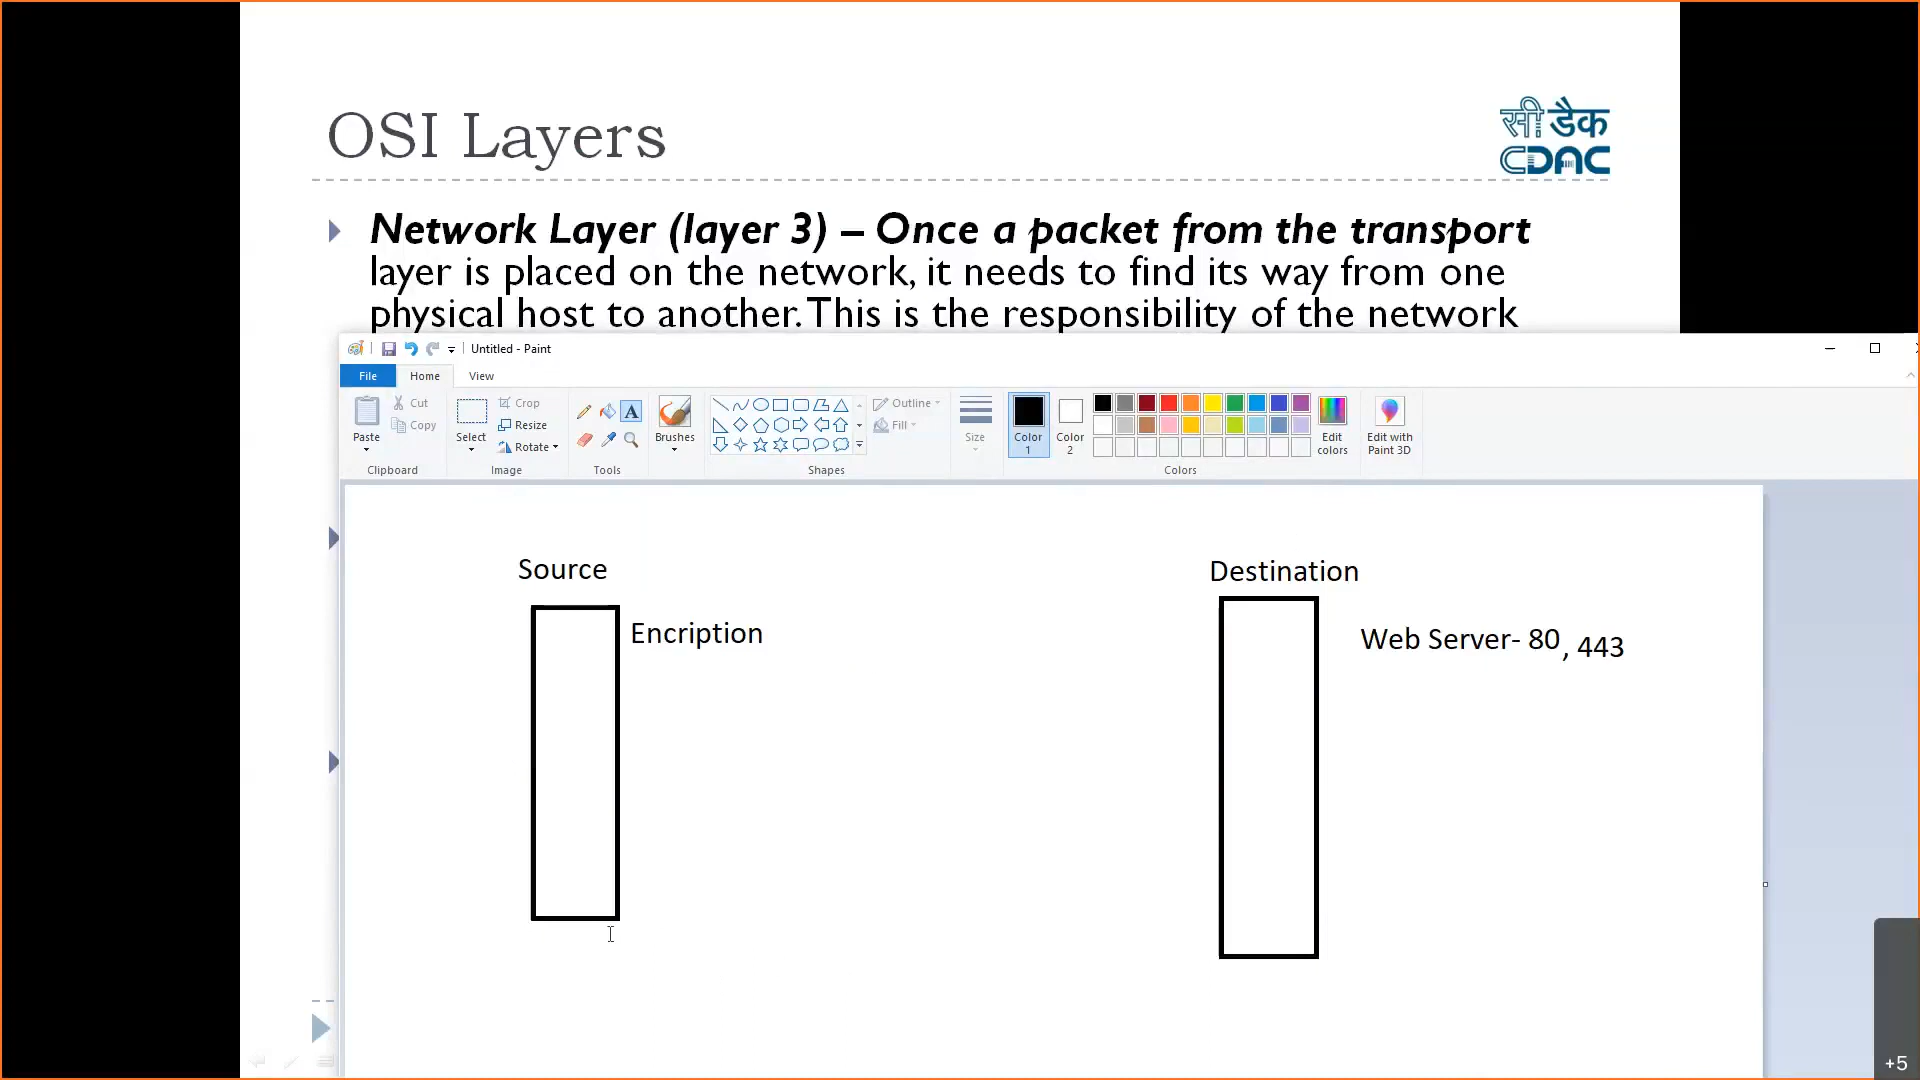 OSI Layers
सी डैक
CDAC
Network Layer (layer 3) – Once a packet from the transport
layer is placed on the network, it needs to find its way from one
physical host to another. This is the responsibility of the network
Untitled - Paint
File Home View
Paste
Cut
Copy
Clipboard
Select
Crop
Resize
Rotate
Image
Tools
Brushes
Shapes
Outline
Fill
Size
Color
1
Color
2
Edit
colors
Colors
Edit with
Paint 3D
Source
Destination
Encription
Web Server- 80, 443
+5